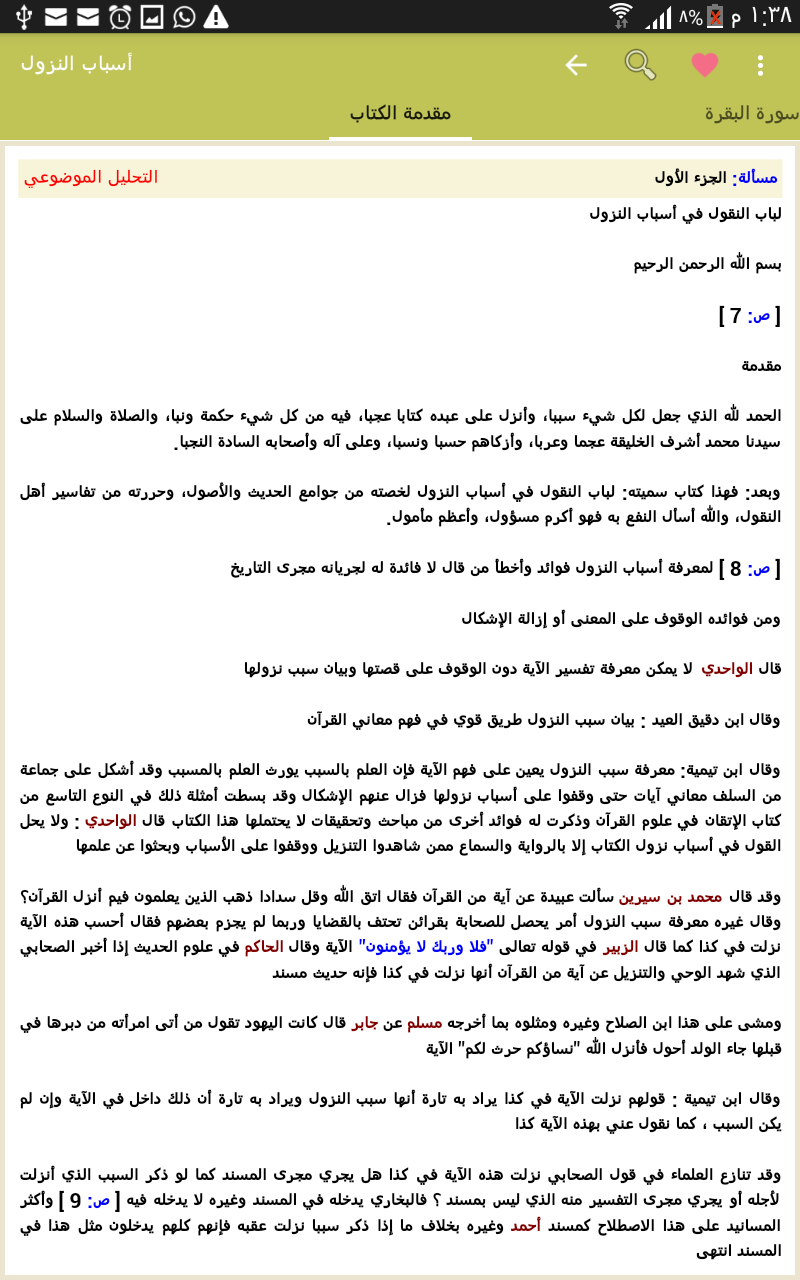 ١:٣٨ م ٨%
أسباب النزول
سورة البقرة مقدمة الكتاب
مسألة: الجزء الأول التحليل الموضوعي
لباب النقول في أسباب النزول
بسم الله الرحمن الرحيم
[ ص: 7 ]
مقدمة
الحمد لله الذي جعل لكل شيء سببا، وأنزل على عبده كتابا عجبا، فيه من كل شيء حكمة ونبا، والصلاة والسلام على
سيدنا محمد أشرف الخليقة عجما وعربا، وأزكاهم حسبا ونسبا، وعلى آله وأصحابه السادة النجبا.
وبعد: فهذا كتاب سميته: لباب النقول في أسباب النزول لخصته من جوامع الحديث والأصول، وحررته من تفاسير أهل
النقول، والله أسأل النفع به فهو أكرم مسؤول، وأعظم مأمول.
[ ص: 8 ] لمعرفة أسباب النزول فوائد وأخطأ من قال لا فائدة له لجريانه مجرى التاريخ
ومن فوائده الوقوف على المعنى أو إزالة الإشكال
قال الواحدي لا يمكن معرفة تفسير الآية دون الوقوف على قصتها وبيان سبب نزولها
وقال ابن دقيق العيد : بيان سبب النزول طريق قوي في فهم معاني القرآن
وقال ابن تيمية: معرفة سبب النزول يعين على فهم الآية فإن العلم بالسبب يورث العلم بالمسبب وقد أشكل على جماعة
من السلف معاني آيات حتى وقفوا على أسباب نزولها فزال عنهم الإشكال وقد بسطت أمثلة ذلك في النوع التاسع من
كتاب الإتقان في علوم القرآن وذكرت له فوائد أخرى من مباحث وتحقيقات لا يحتملها هذا الكتاب قال الواحدي : ولا يحل
القول في أسباب نزول الكتاب إلا بالرواية والسماع ممن شاهدوا التنزيل ووقفوا على الأسباب وبحثوا عن علمها
وقد قال محمد بن سيرين سألت عبيدة عن آية من القرآن فقال اتق الله وقل سدادا ذهب الذين يعلمون فيم أنزل القرآن؟
وقال غيره معرفة سبب النزول أمر يحصل للصحابة بقرائن تحتف بالقضايا وربما لم يجزم بعضهم فقال أحسب هذه الآية
نزلت في كذا كما قال الزبير في قوله تعالى "فلا وربك لا يؤمنون" الآية وقال الحاكم في علوم الحديث إذا أخبر الصحابي
الذي شهد الوحي والتنزيل عن آية من القرآن أنها نزلت في كذا فإنه حديث مسند
ومشى على هذا ابن الصلاح وغيره ومثلوه بما أخرجه مسلم عن جابر قال كانت اليهود تقول من أتى امرأته من دبرها في
قبلها جاء الولد أحول فأنزل الله "نساؤكم حرث لكم" الآية
وقال ابن تيمية : قولهم نزلت الآية في كذا يراد به تارة أنها سبب النزول ويراد به تارة أن ذلك داخل في الآية وإن لم
يكن السبب ، كما نقول عني بهذه الآية كذا
وقد تنازع العلماء في قول الصحابي نزلت هذه الآية في كذا هل يجري مجرى المسند كما لو ذكر السبب الذي أنزلت
لأجله أو يجري مجرى التفسير منه الذي ليس بمسند ؟ فالبخاري يدخله في المسند وغيره لا يدخله فيه [ ص: 9 ] وأكثر
المسانيد على هذا الاصطلاح كمسند أحمد وغيره بخلاف ما إذا ذكر سببا نزلت عقبه فإنهم كلهم يدخلون مثل هذا في
المسند انتهى